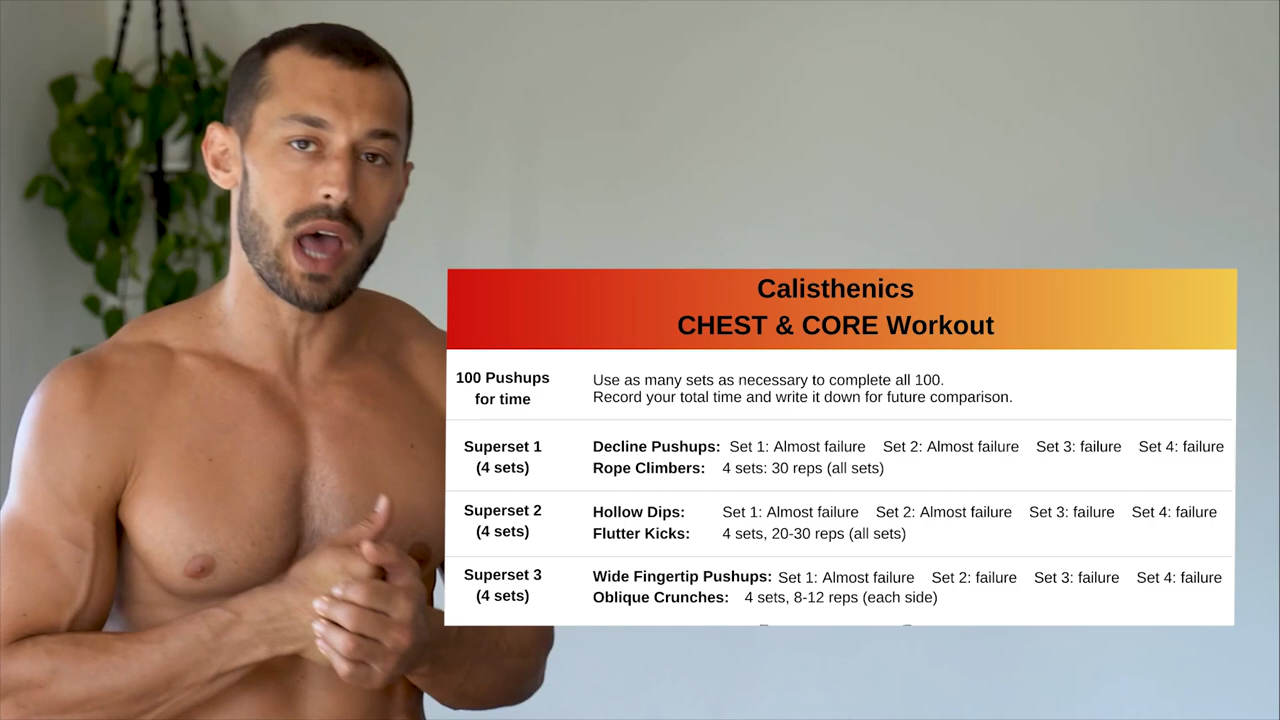 Calisthenics
CHEST & CORE Workout
100 Pushups
for time
Use as many sets as necessary to complete all 100.
Record your total time and write it down for future comparison.
Superset 1
(4 sets)
Decline Pushups: Set 1: Almost failure Set 2: Almost failure Set 3: failure Set 4: failure
Rope Climbers: 4 sets: 30 reps (all sets)
Superset 2
(4 sets)
Hollow Dips: Set 1: Almost failure Set 2: Almost failure Set 3: failure Set 4: failure
Flutter Kicks: 4 sets, 20-30 reps (all sets)
Superset 3
(4 sets)
Wide Fingertip Pushups: Set 1: Almost failure Set 2: failure Set 3: failure Set 4: failure
Oblique Crunches: 4 sets, 8-12 reps (each side)